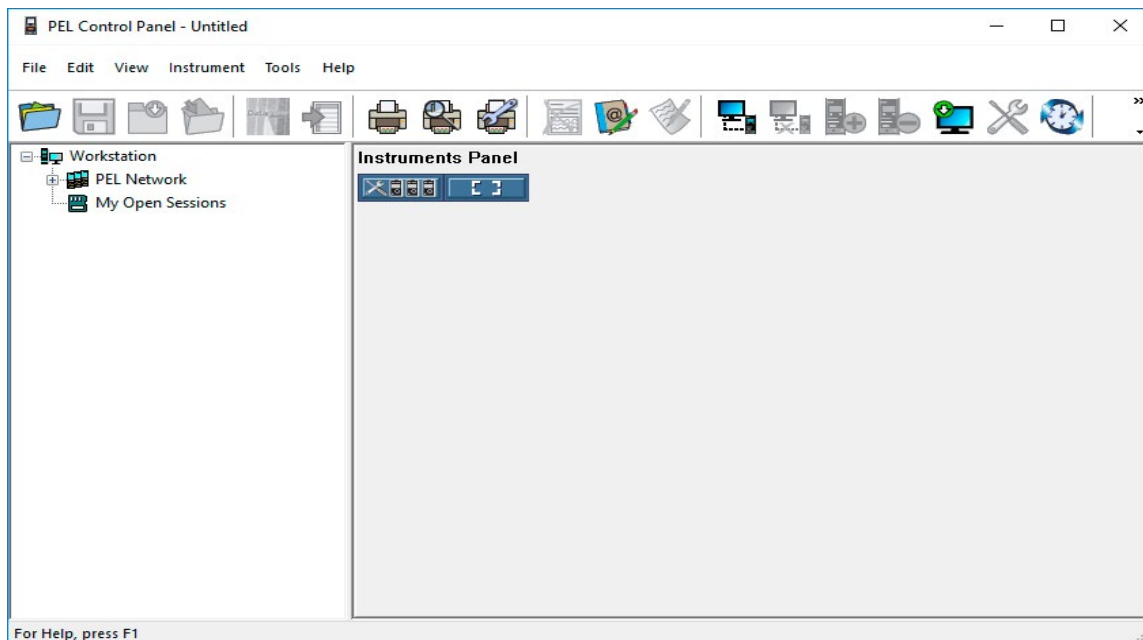 PEL Control Panel - Untitled
File Edit View Instrument Tools Help
Workstation
PEL Network
My Open Sessions
Instruments Panel
For Help, press F1